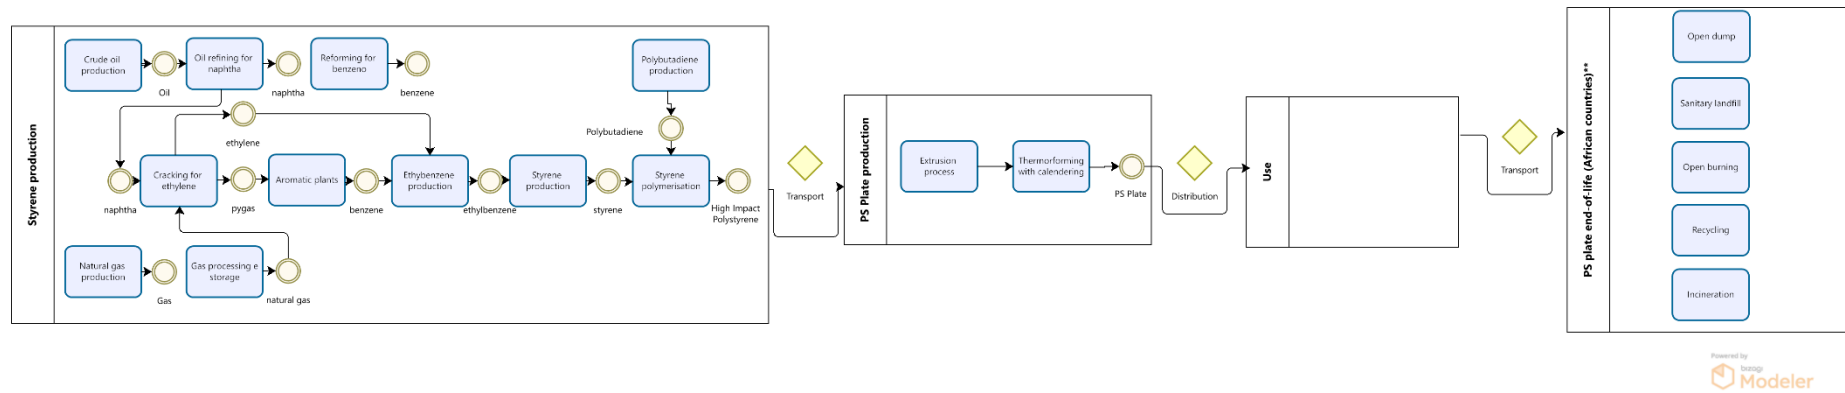 Styrene production
Crude oil
production
Oil
Oil refining for
naphtha
naphtha
Reforming for
benzeno
benzene
Polybutadiene
production
Polybutadiene
ethylene
naphtha
Cracking for
ethylene
pygas
Aromatic plants
benzene
Ethybenzene
production
ethylbenzene
Styrene
production
styrene
Styrene
polymerisation
High Impact
Polystyrene
Natural gas
production
Gas
Gas processing e
storage
natural gas
Transport
PS Plate production
Extrusion
process
Thermorforming
with calendering
PS Plate
Distribution
Use
Transport
PS plate end-of-life (African countries)**
Open dump
Sanitary landfill
Open burning
Recycling
Incineration
Powered by
bizagi
Modeler